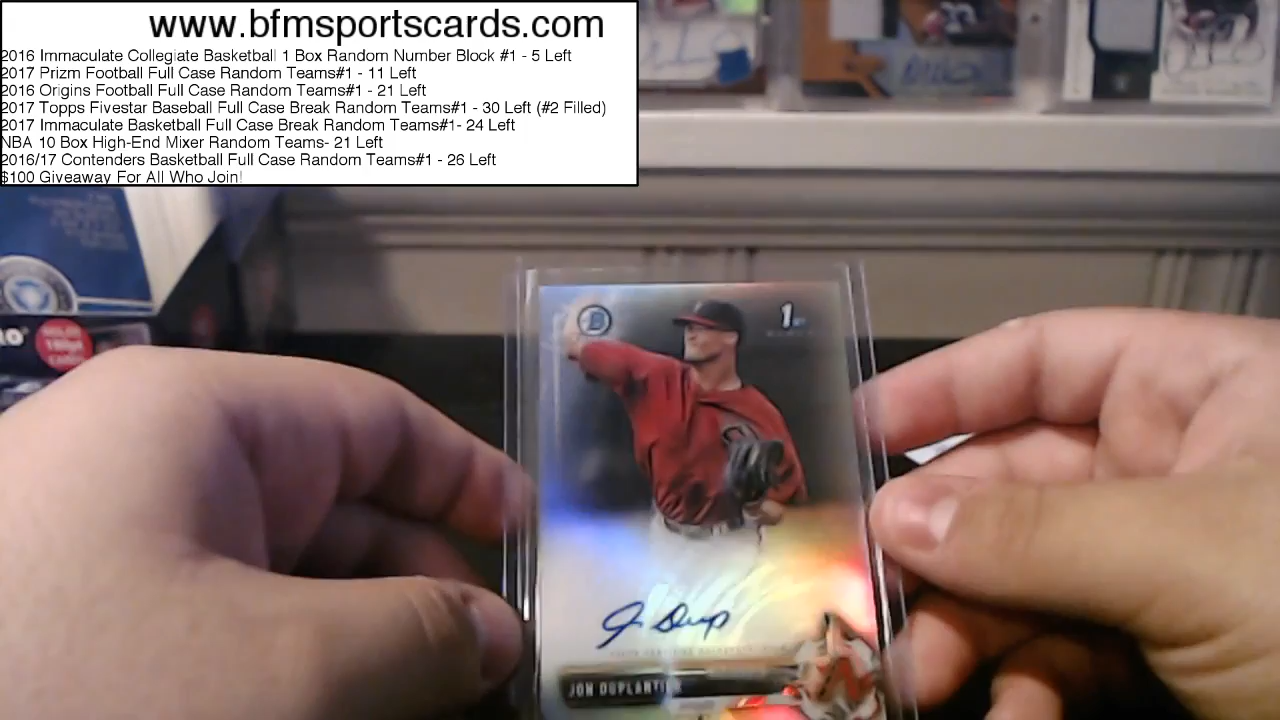 www.bfmsportscards.com
2016 Immaculate Collegiate Basketball 1 Box Random Number Block #1 - 5 Left
2017 Prizm Football Full Case Random Teams#1 - 11 Left
2016 Origins Football Full Case Random Teams#1 - 21 Left
2017 Topps Fivestar Baseball Full Case Break Random Teams#1 - 30 Left (#2 Filled)
2017 Immaculate Basketball Full Case Break Random Teams#1- 24 Left
NBA 10 Box High-End Mixer Random Teams- 21 Left
2016/17 Contenders Basketball Full Case Random Teams#1 - 26 Left
$100 Giveaway For All Who Join!
1st
J Dup
JON DUPLANTIER